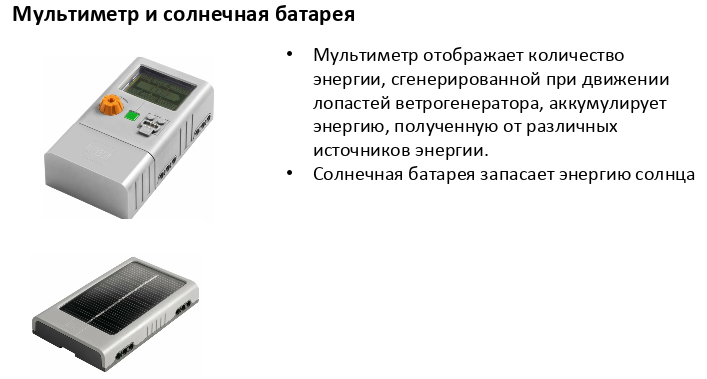 Мультиметр и солнечная батарея
• Мультиметр отображает количество
энергии, сгенерированной при движении
лопастей ветрогенератора, аккумулирует
энергию, полученную от различных
источников энергии.
• Солнечная батарея запасает энергию солнца